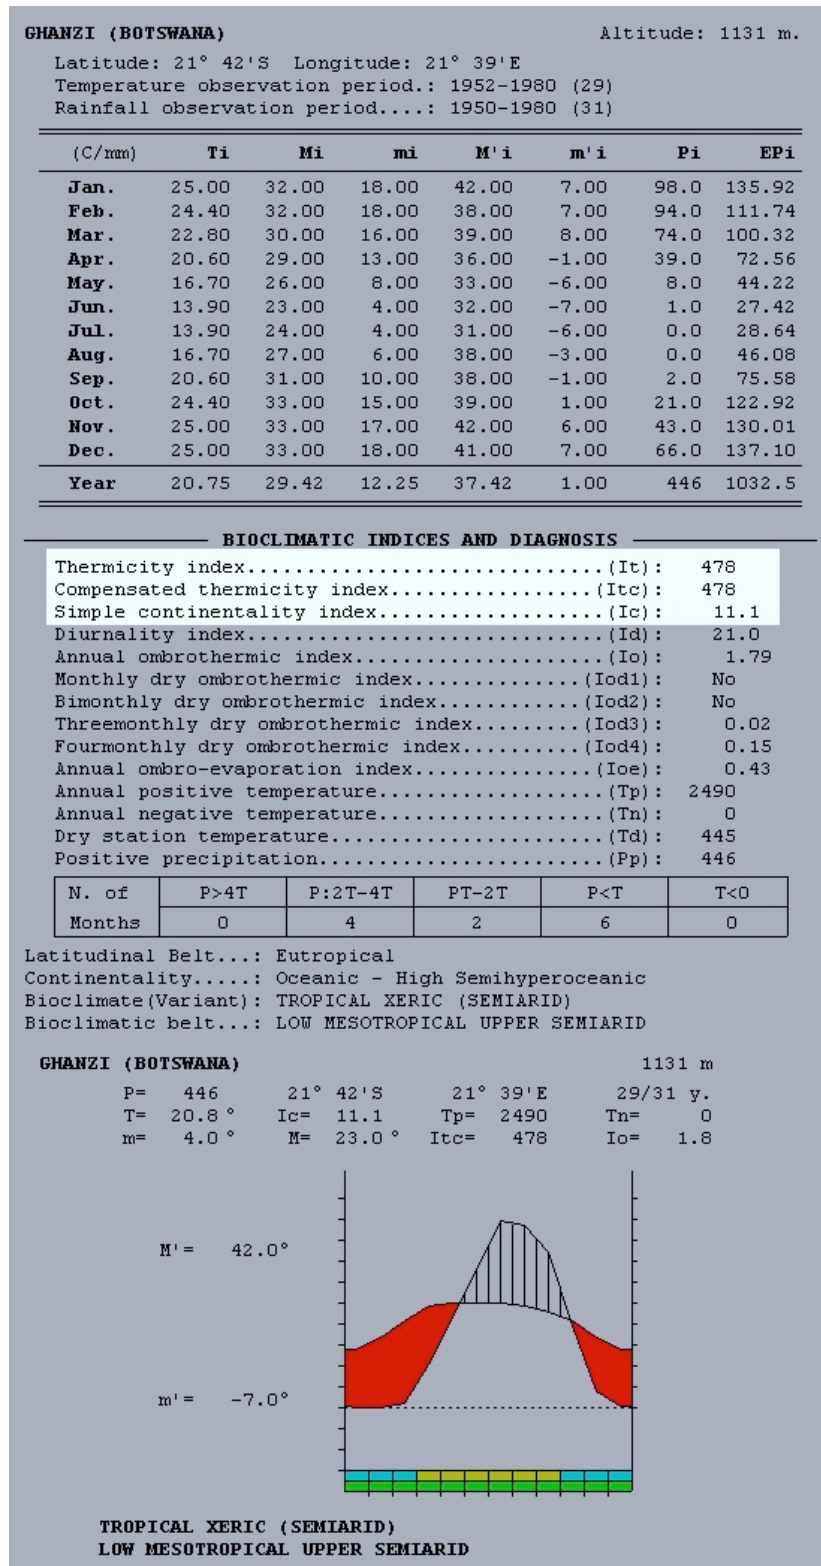 GHANZI (BOTSWANA) Altitude: 1131 m.
Latitude: 21° 42'S Longitude: 21° 39'E
Temperature observation period.: 1952-1980 (29)
Rainfall observation period....: 1950-1980 (31)
(C/mm) Ti Mi mi M'i m'i Pi EPi
Jan. 25.00 32.00 18.00 42.00 7.00 98.0 135.92
Feb. 24.40 32.00 18.00 38.00 7.00 94.0 111.74
Mar. 22.80 30.00 16.00 39.00 8.00 74.0 100.32
Apr. 20.60 29.00 13.00 36.00 -1.00 39.0 72.56
May. 16.70 26.00 8.00 33.00 -6.00 8.0 44.22
Jun. 13.90 23.00 4.00 32.00 -7.00 1.0 27.42
Jul. 13.90 24.00 4.00 31.00 -6.00 0.0 28.64
Aug. 16.70 27.00 6.00 38.00 -3.00 0.0 46.08
Sep. 20.60 31.00 10.00 38.00 -1.00 2.0 75.58
Oct. 24.40 33.00 15.00 39.00 1.00 21.0 122.92
Nov. 25.00 33.00 17.00 42.00 6.00 43.0 130.01
Dec. 25.00 33.00 18.00 41.00 7.00 66.0 137.10
Year 20.75 29.42 12.25 37.42 1.00 446 1032.5
BIOCLIMATIC INDICES AND DIAGNOSIS
Thermicity index..............................(It): 478
Compensated thermicity index.................(Itc): 478
Simple continentality index...................(Ic): 11.1
Diurnality index..............................(Id): 21.0
Annual ombrothermic index.....................(Io): 1.79
Monthly dry ombrothermic index..............(Iod1): No
Bimonthly dry ombrothermic index............(Iod2): No
Threemonthly dry ombrothermic index.........(Iod3): 0.02
Fourmonthly dry ombrothermic index..........(Iod4): 0.15
Annual ombro-evaporation index...............(Ioe): 0.43
Annual positive temperature...................(Tp): 2490
Annual negative temperature...................(Tn): 0
Dry station temperature.......................(Td): 445
Positive precipitation........................(Pp): 446
N. of P>4T P:2T-4T PT-2T P<T T<0
Months 0 4 2 6 0
Latitudinal Belt...: Eutropical
Continentality.....: Oceanic - High Semihyperoceanic
Bioclimate(Variant): TROPICAL XERIC (SEMIARID)
Bioclimatic belt...: LOW MESOTROPICAL UPPER SEMIARID
GHANZI (BOTSWANA) 1131 m
P= 446 21° 42'S 21° 39'E 29/31 y.
T= 20.8° Ic= 11.1 Tp= 2490 Tn= 0
m= 4.0° M= 23.0° Itc= 478 Io= 1.8
M'= 42.0°
m'= -7.0°
TROPICAL XERIC (SEMIARID)
LOW MESOTROPICAL UPPER SEMIARID